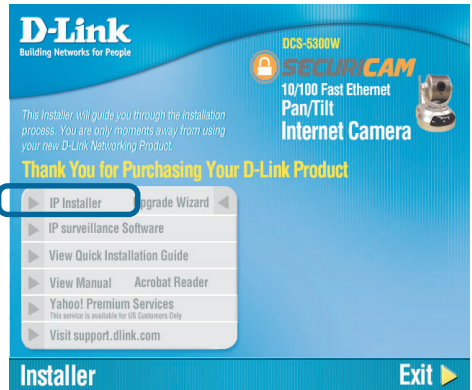 D-Link
Building Networks for People
DCS-5300W
SECURICAM
10/100 Fast Ethernet
Pan/Tilt
Internet Camera
This Installer will guide you through the installation
process. You are only moments away from using
your new D-Link Networking Product.
Thank You for Purchasing Your D-Link Product
IP Installer pgrade Wizard
IP surveillance Software
View Quick Installation Guide
View Manual Acrobat Reader
Yahoo! Premium Services
This service is available for US Customers Only
Visit support.dlink.com
Installer Exit